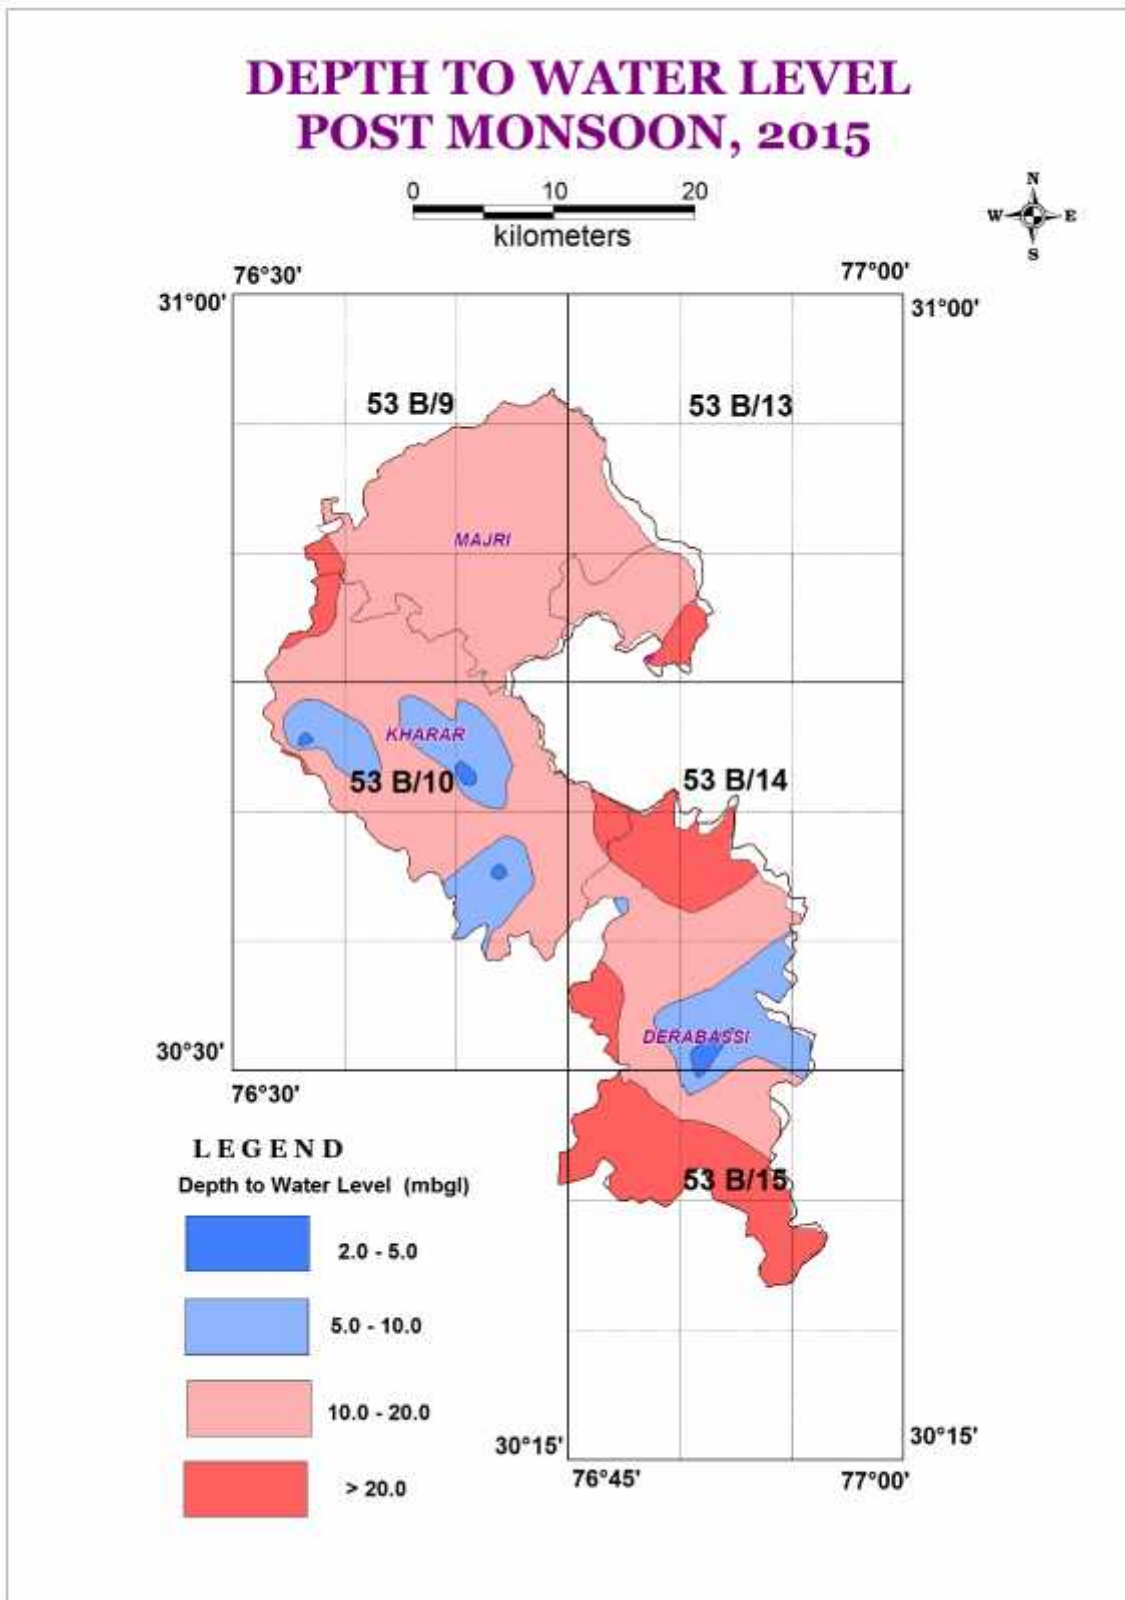 DEPTH TO WATER LEVEL
POST MONSOON, 2015
0 10 20
kilometers
N
W E
S
76°30' 77°00'
31°00' 31°00'
53 B/9 53 B/13
MAJRI
KHARAR
53 B/10 53 B/14
DERABASSI
30°30'
76°30'
LEGEND
Depth to Water Level (mbgl)
53 B/15
2.0 - 5.0
5.0 - 10.0
10.0 - 20.0
30°15' 30°15'
76°45' 77°00'
> 20.0